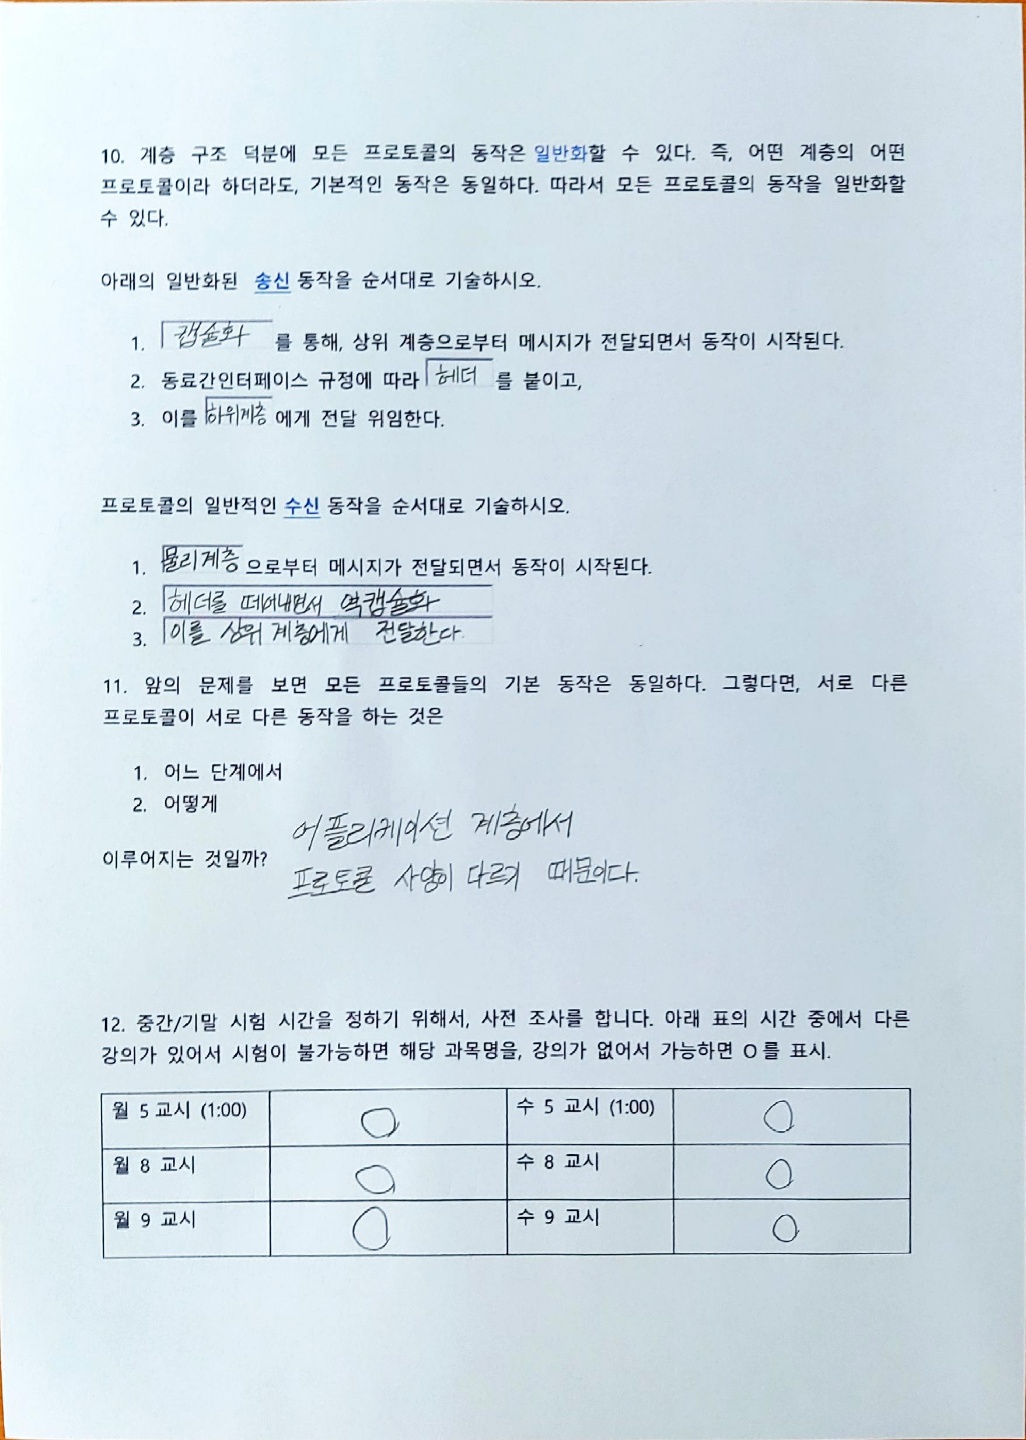 10. 계층 구조 덕분에 모든 프로토콜의 동작은 일반화할 수 있다. 즉, 어떤 계층의 어떤
프로토콜이라 하더라도, 기본적인 동작은 동일하다. 따라서 모든 프로토콜의 동작을 일반화할
수 있다.
아래의 일반화된 송신 동작을 순서대로 기술하시오.
1. 캡슐화 를 통해, 상위 계층으로부터 메시지가 전달되면서 동작이 시작된다.
2. 동료간인터페이스 규정에 따라 헤더 를 붙이고,
3. 이를 하위계층 에게 전달 위임한다.
프로토콜의 일반적인 수신 동작을 순서대로 기술하시오.
1. 물리계층 으로부터 메시지가 전달되면서 동작이 시작된다.
2. 헤더를 떼어내면서 역캡슐화
3. 이를 상위 계층에게 전달한다.
11. 앞의 문제를 보면 모든 프로토콜들의 기본 동작은 동일하다. 그렇다면, 서로 다른
프로토콜이 서로 다른 동작을 하는 것은
1. 어느 단계에서
2. 어떻게
이루어지는 것일까?
어플리케이션 계층에서
프로토콜 사양이 다르기 때문이다.
12. 중간/기말 시험 시간을 정하기 위해서, 사전 조사를 합니다. 아래 표의 시간 중에서 다른
강의가 있어서 시험이 불가능하면 해당 과목명을, 강의가 없어서 가능하면 O를 표시.
월 5교시 (1:00) O 수 5 교시 (1:00) O
월 8 교시 O 수 8 교시 O
월 9 교시 O 수 9 교시 O